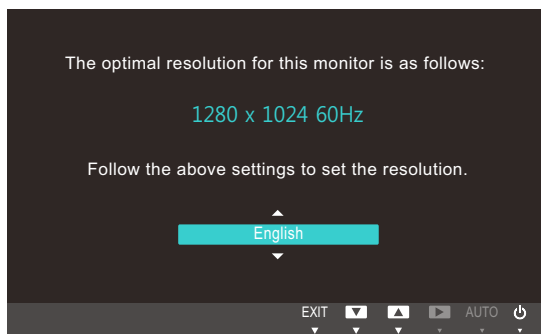 The optimal resolution for this monitor is as follows:
1280 x 1024 60Hz
Follow the above settings to set the resolution.
English
EXIT AUTO